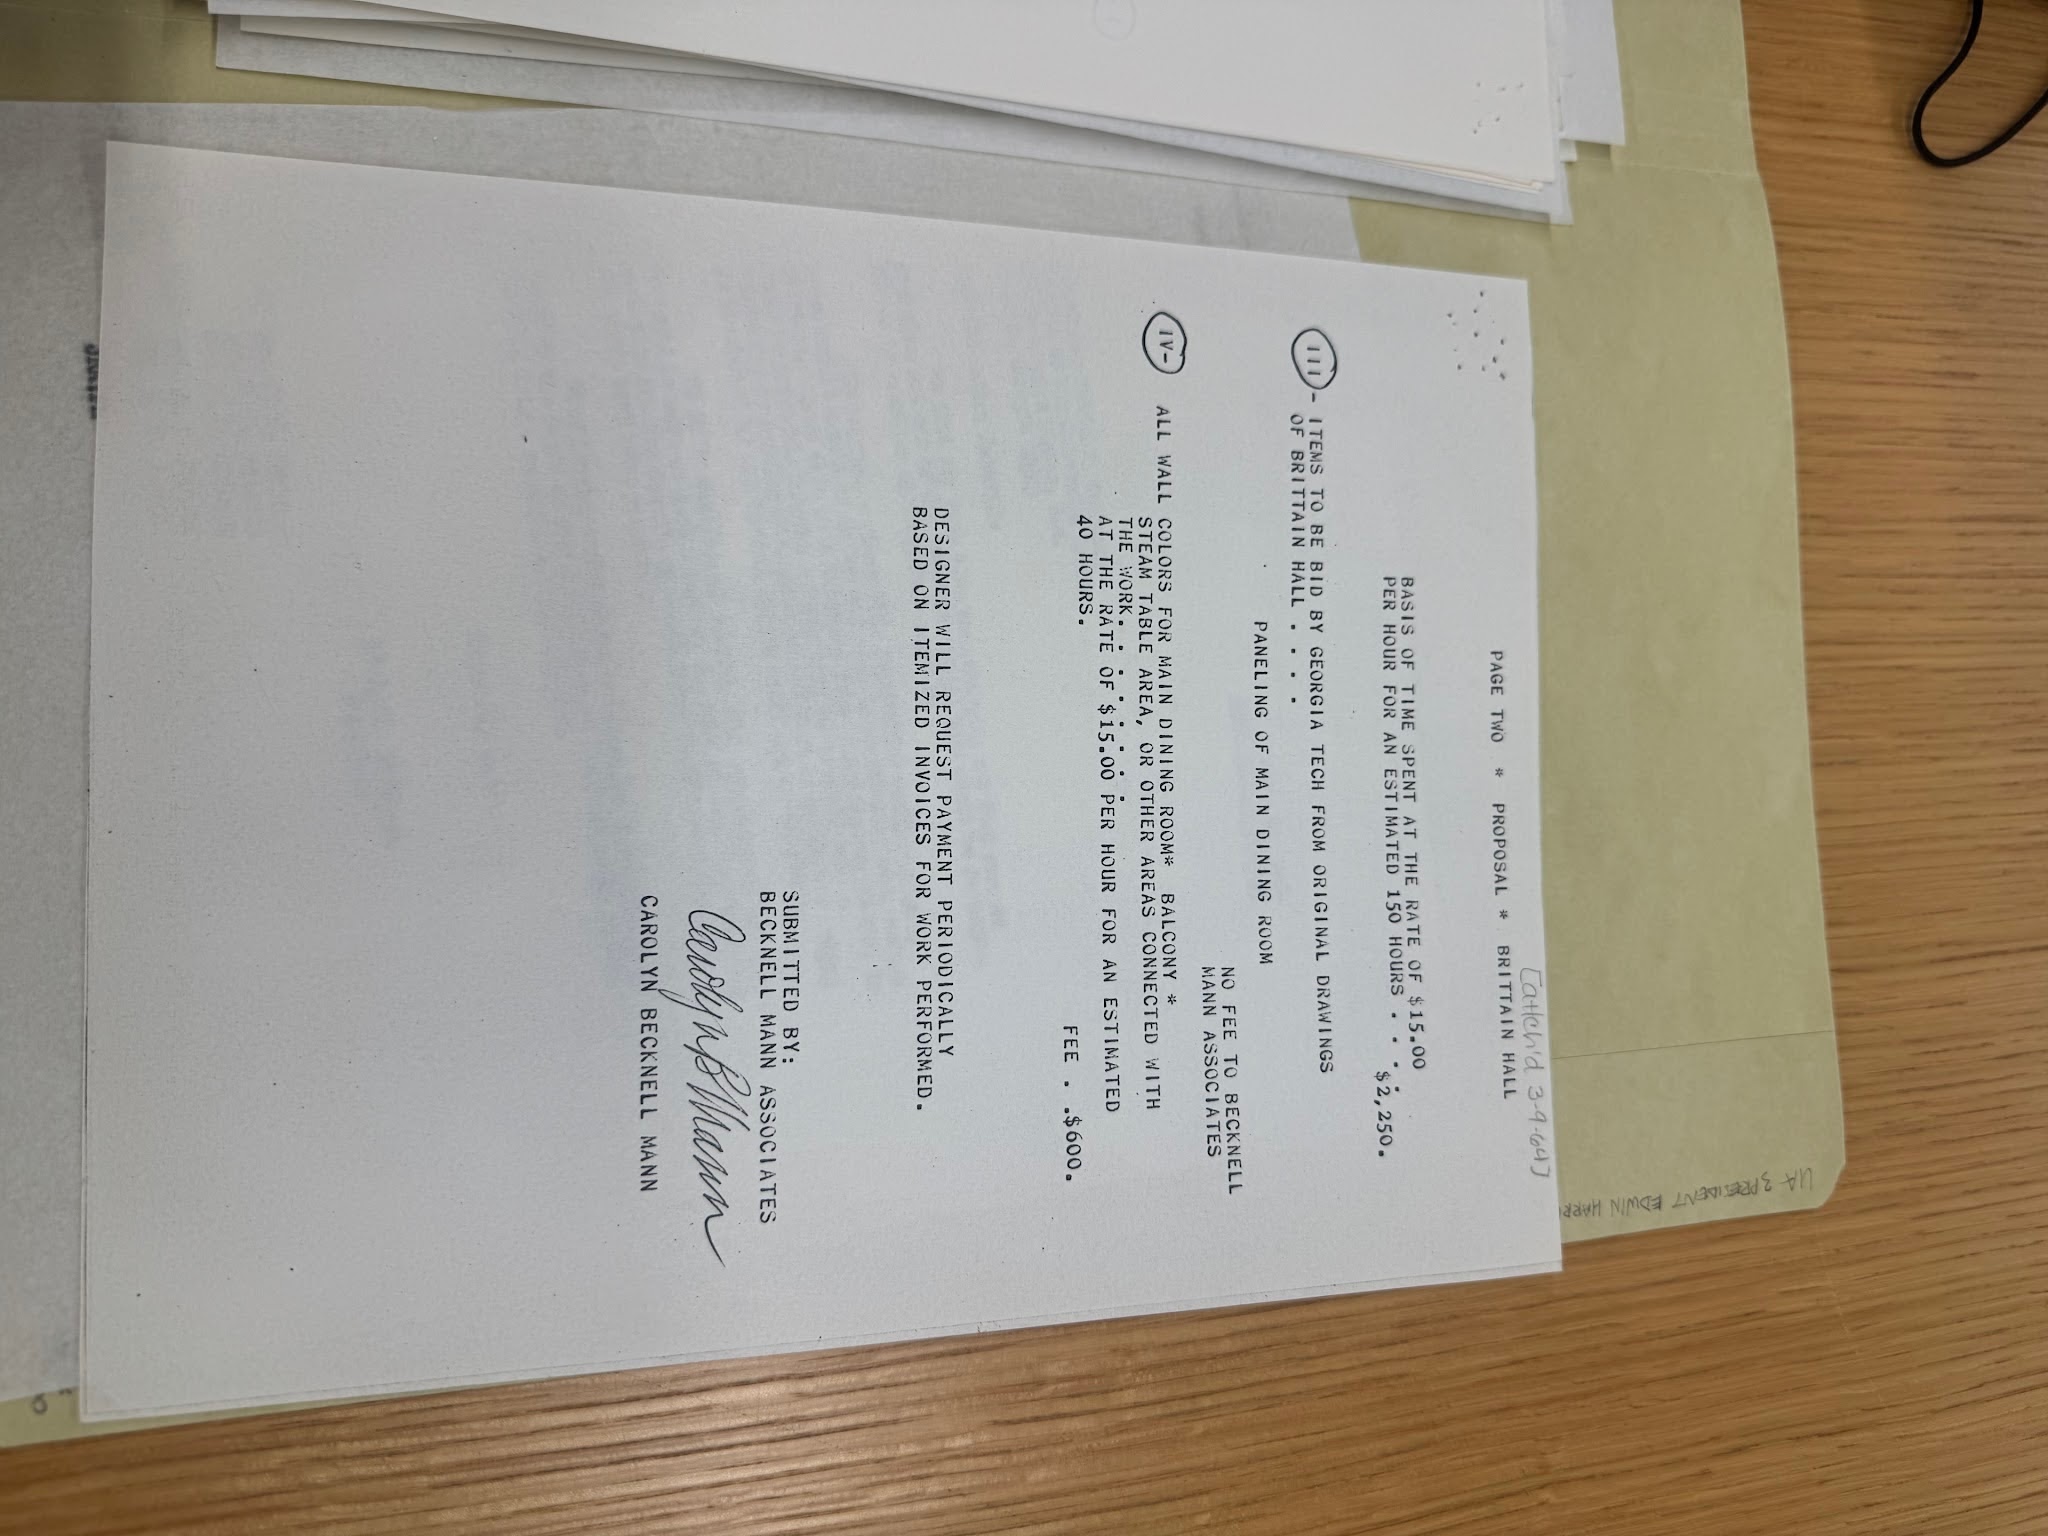 [attch'd 3-9-64]
PAGE TWO * PROPOSAL * BRITTAIN HALL
BASIS OF TIME SPENT AT THE RATE OF $15.00
PER HOUR FOR AN ESTIMATED 150 HOURS . . . . $2,250.
III - ITEMS TO BE BID BY GEORGIA TECH FROM ORIGINAL DRAWINGS
OF BRITTAIN HALL . . . .
PANELING OF MAIN DINING ROOM
NO FEE TO BECKNELL
MANN ASSOCIATES
IV- ALL WALL COLORS FOR MAIN DINING ROOM* BALCONY *
STEAM TABLE AREA, OR OTHER AREAS CONNECTED WITH
THE WORK. . . . . . . .
AT THE RATE OF $15.00 PER HOUR FOR AN ESTIMATED
40 HOURS.
FEE . .$600.
DESIGNER WILL REQUEST PAYMENT PERIODICALLY
BASED ON ITEMIZED INVOICES FOR WORK PERFORMED.
SUBMITTED BY:
BECKNELL MANN ASSOCIATES
Carolyn B Mann
CAROLYN BECKNELL MANN
UA 3 PRESIDENT EDWIN HARR